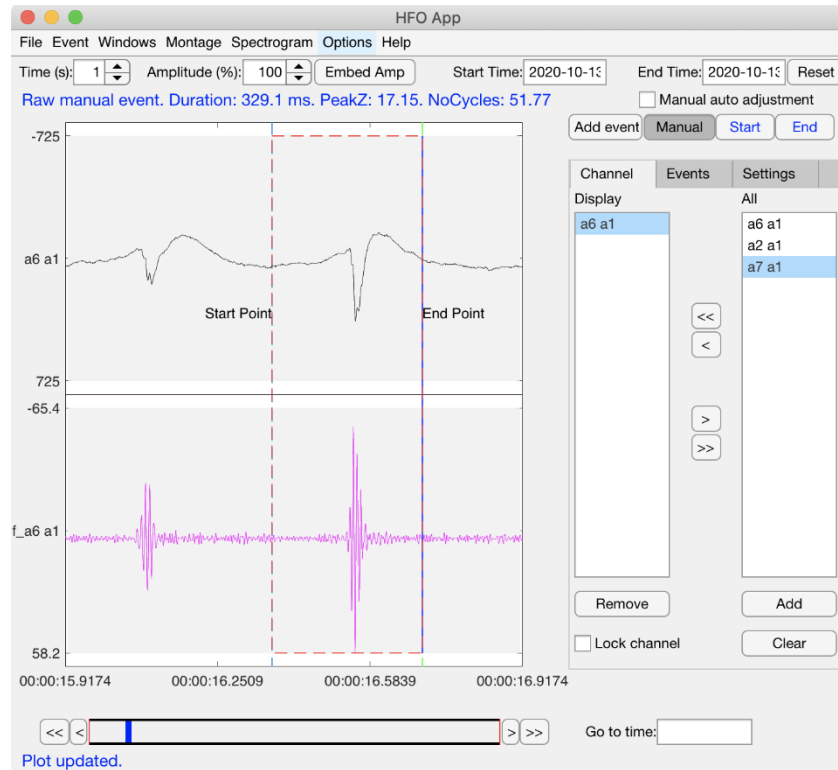 HFO App
File Event Windows Montage Spectrogram Options Help
Time (s): 1 Amplitude (%): 100 Embed Amp Start Time: 2020-10-13 End Time: 2020-10-13 Reset
Raw manual event. Duration: 329.1 ms. PeakZ: 17.15. NoCycles: 51.77
Manual auto adjustment
Add event Manual Start End
-725
Channel Events Settings
Display All
a6 a1 a6 a1
a2 a1
a6 a1 a7 a1
Start Point End Point
<<
<
725
-65.4
>
>>
f_a6 a1
Remove Add
Lock channel Clear
58.2
00:00:15.9174 00:00:16.2509 00:00:16.5839 00:00:16.9174
<< < > >> Go to time:
Plot updated.